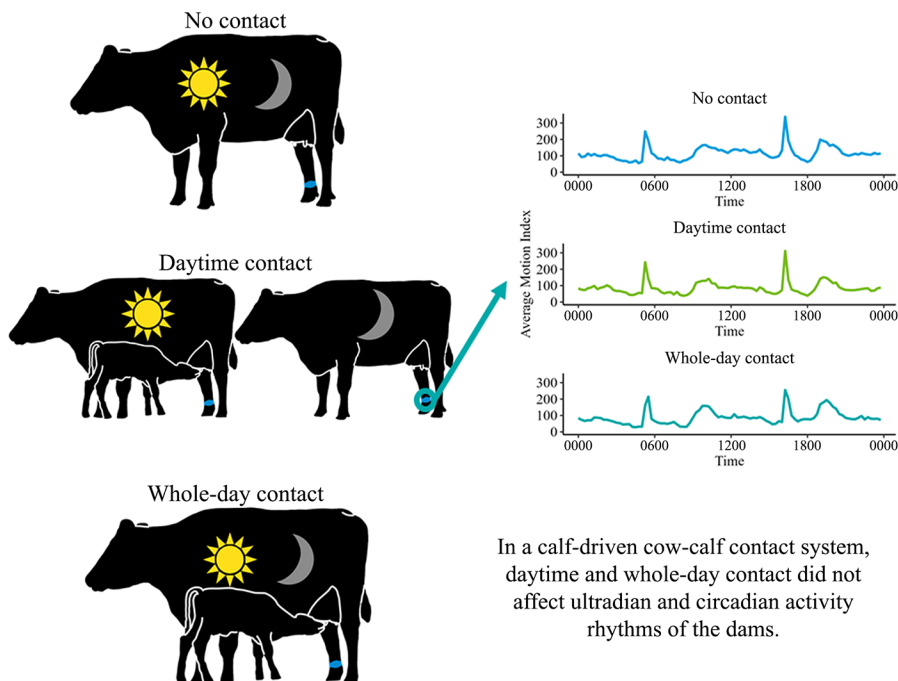 No contact
Daytime contact
Whole-day contact
Average Motion Index
No contact
300
200
100
0
0000 0600 1200 1800 0000
Time
Daytime contact
300
200
100
0
0000 0600 1200 1800 0000
Time
Whole-day contact
300
200
100
0
0000 0600 1200 1800 0000
Time
In a calf-driven cow-calf contact system,
daytime and whole-day contact did not
affect ultradian and circadian activity
rhythms of the dams.